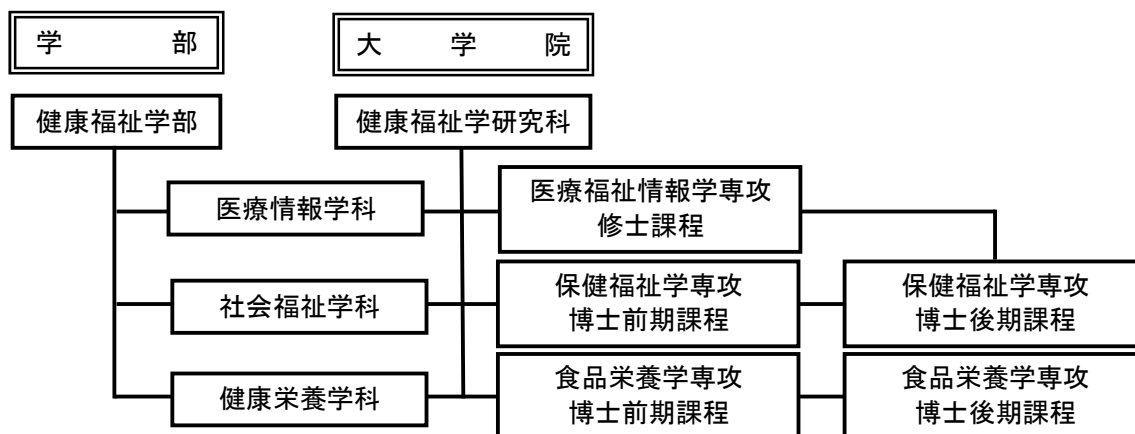 学部
大学院
健康福祉学部
健康福祉学研究科
医療情報学科
医療福祉情報学専攻
修士課程
社会福祉学科
保健福祉学専攻
博士前期課程
保健福祉学専攻
博士後期課程
健康栄養学科
食品栄養学専攻
博士前期課程
食品栄養学専攻
博士後期課程